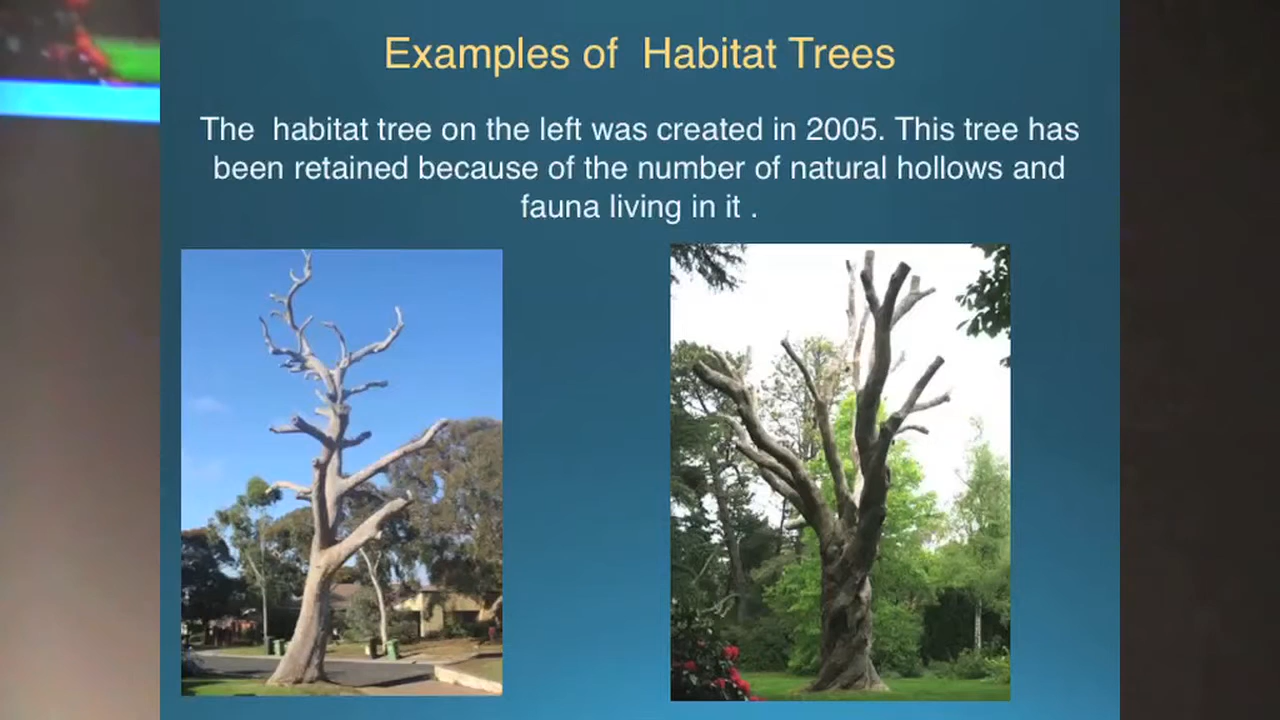 Examples of  Habitat Trees
The  habitat tree on the left was created in 2005. This tree has
been retained because of the number of natural hollows and
fauna living in it .